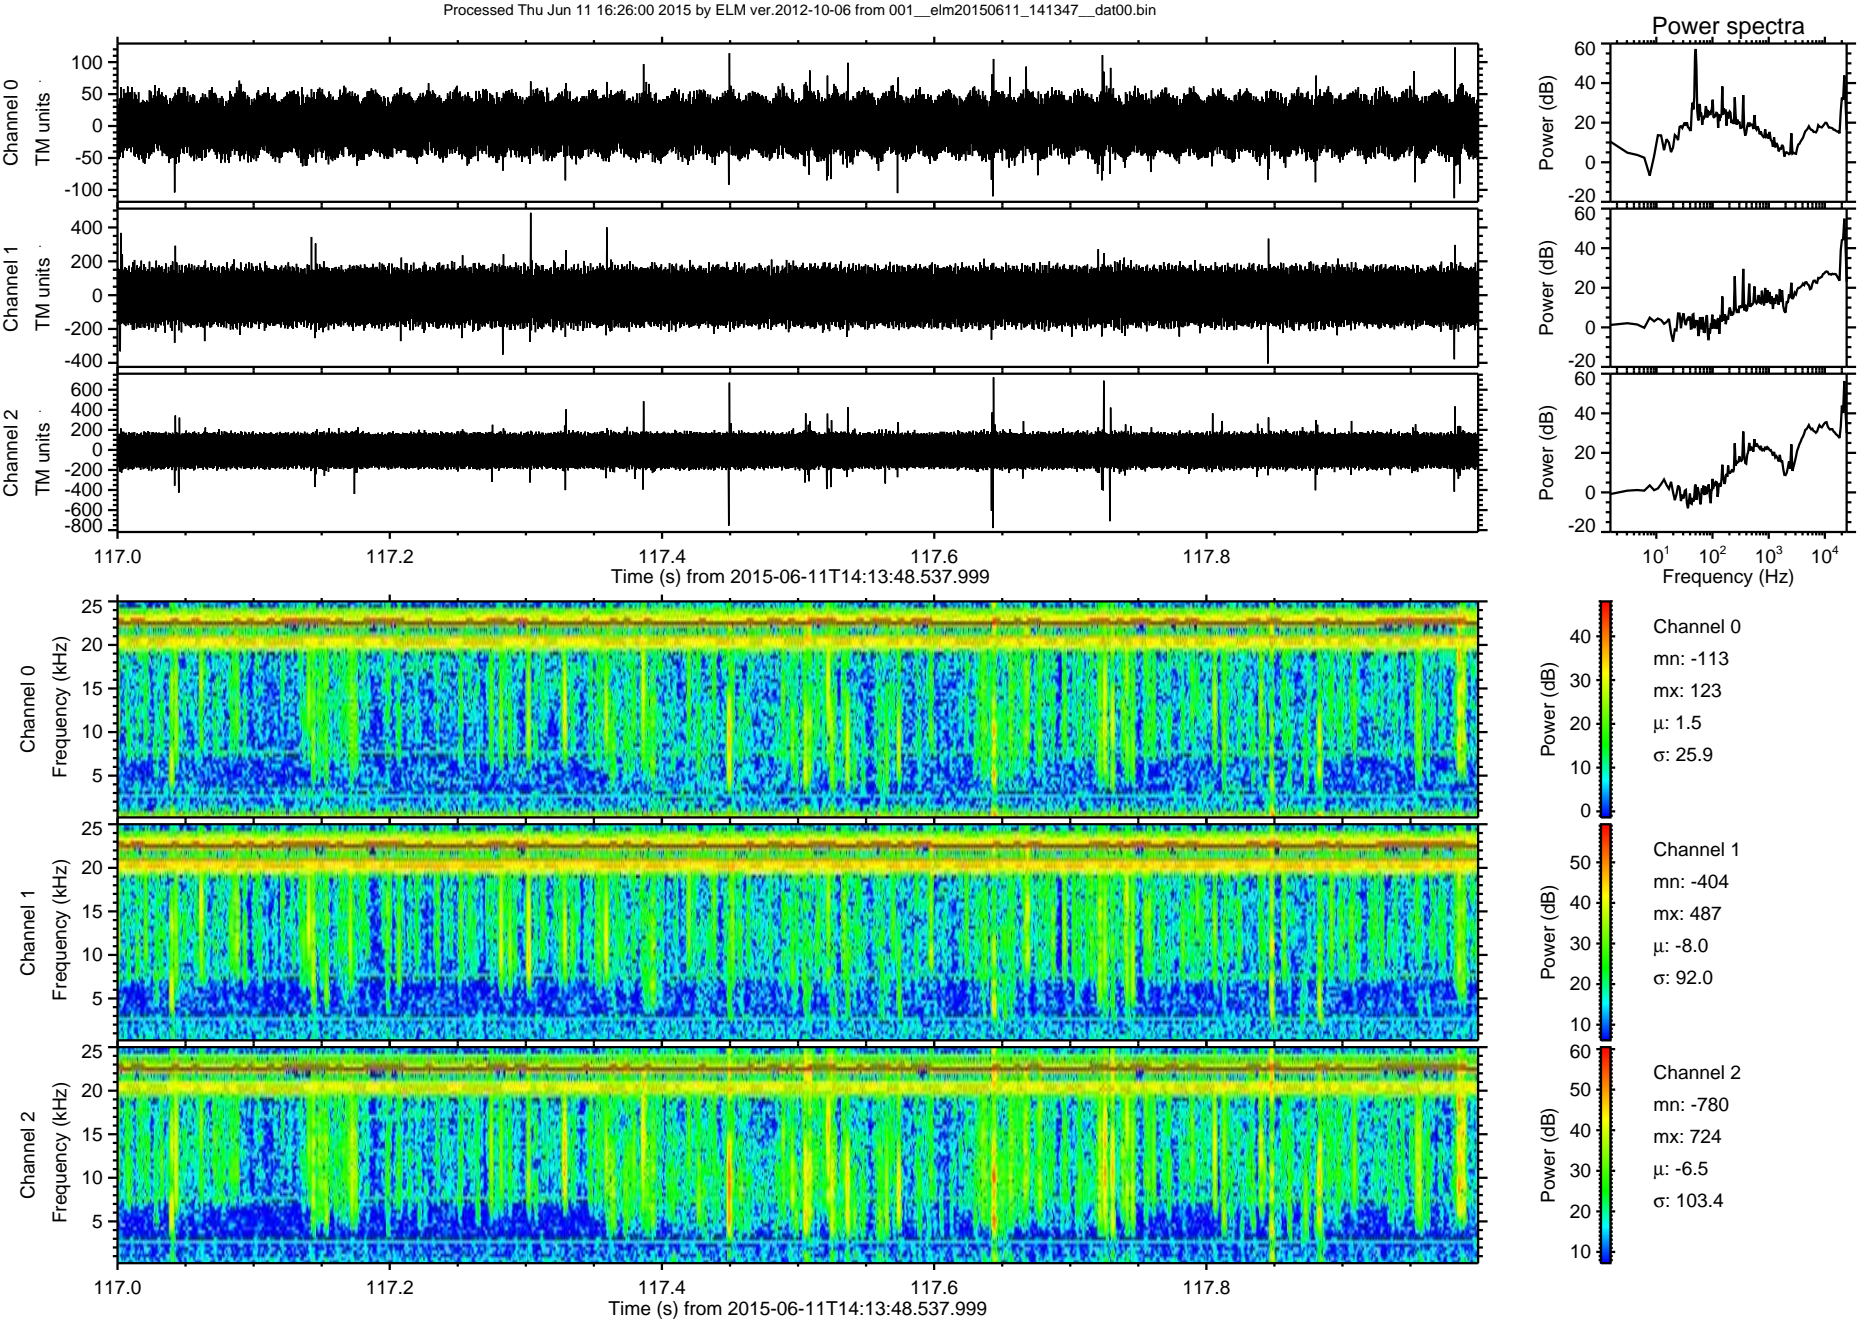 Processed Thu Jun 11 16:26:00 2015 by ELM ver.2012-10-06 from 001__elm20150611_141347__dat00.bin
Power spectra
Channel 0
TM units
100
50
0
-50
-100
Power (dB)
60
40
20
0
-20
Channel 1
TM units
400
200
0
-200
-400
Power (dB)
60
40
20
0
-20
Channel 2
TM units
600
400
200
0
-200
-400
-600
-800
Power (dB)
60
40
20
0
-20
117.0 117.2 117.4 117.6 117.8
Time (s) from 2015-06-11T14:13:48.537.999
10^1 10^2 10^3 10^4
Frequency (Hz)
Channel 0
Frequency (kHz)
25
20
15
10
5
Power (dB)
40
30
20
10
0
Channel 0
mn: -113
mx: 123
μ: 1.5
σ: 25.9
Channel 1
Frequency (kHz)
25
20
15
10
5
Power (dB)
50
40
30
20
10
Channel 1
mn: -404
mx: 487
μ: -8.0
σ: 92.0
Channel 2
Frequency (kHz)
25
20
15
10
5
Power (dB)
60
50
40
30
20
10
Channel 2
mn: -780
mx: 724
μ: -6.5
σ: 103.4
117.0 117.2 117.4 117.6 117.8
Time (s) from 2015-06-11T14:13:48.537.999